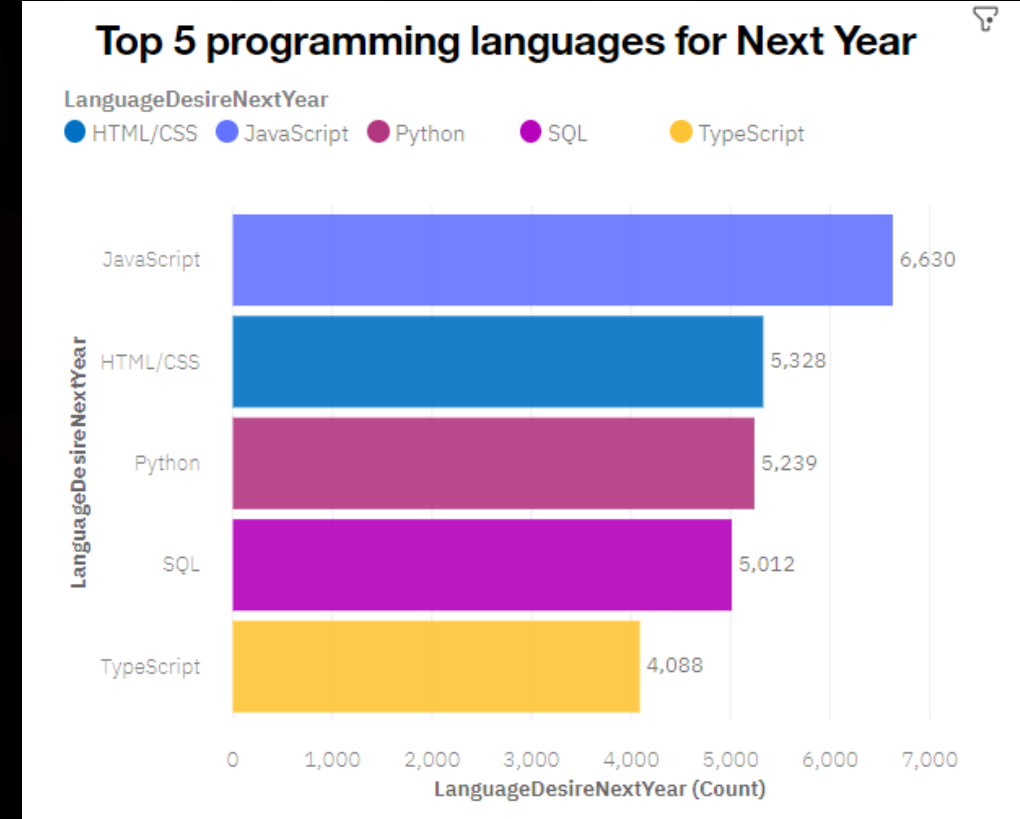 Top 5 programming languages for Next Year
LanguageDesireNextYear
HTML/CSS JavaScript Python SQL TypeScript
LanguageDesireNextYear
JavaScript 6,630
HTML/CSS 5,328
Python 5,239
SQL 5,012
TypeScript 4,088
0 1,000 2,000 3,000 4,000 5,000 6,000 7,000
LanguageDesireNextYear (Count)